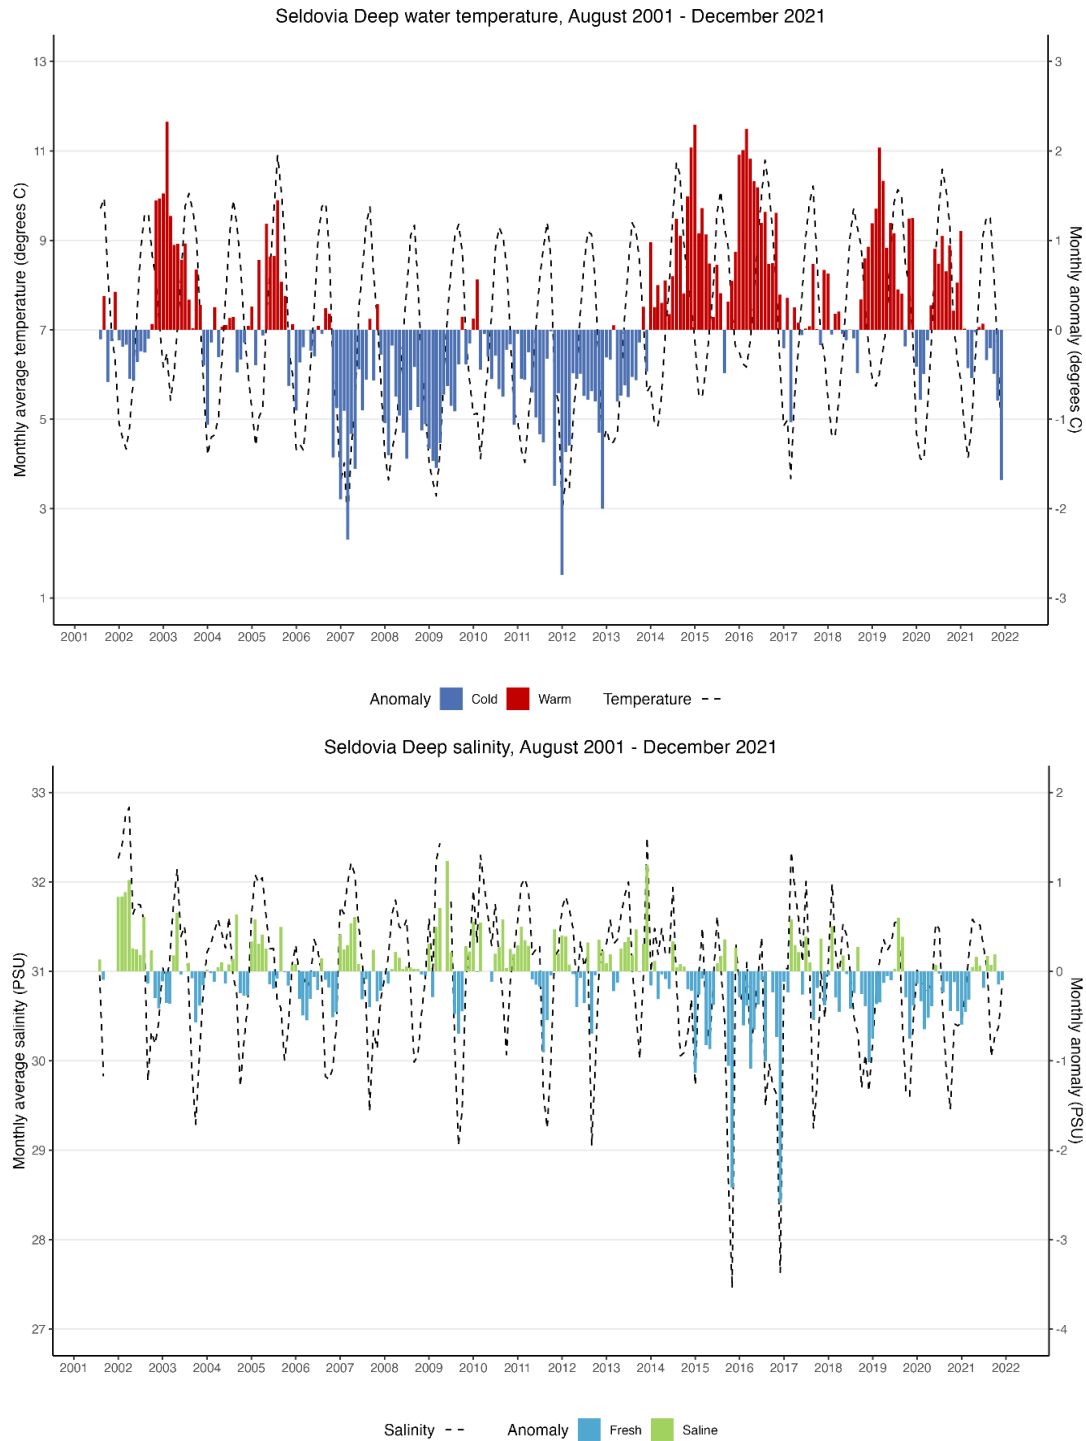 Seldovia Deep water temperature, August 2001 - December 2021
Monthly average temperature (degrees C)
13
11
9
7
5
3
1
3
2
1
0
-1
-2
-3
Monthly anomaly (degrees C)
2001 2002 2003 2004 2005 2006 2007 2008 2009 2010 2011 2012 2013 2014 2015 2016 2017 2018 2019 2020 2021 2022
Anomaly Cold Warm Temperature
Seldovia Deep salinity, August 2001 - December 2021
Monthly average salinity (PSU)
33
32
31
30
29
28
27
2
1
0
-1
-2
-3
-4
Monthly anomaly (PSU)
2001 2002 2003 2004 2005 2006 2007 2008 2009 2010 2011 2012 2013 2014 2015 2016 2017 2018 2019 2020 2021 2022
Salinity Anomaly Fresh Saline